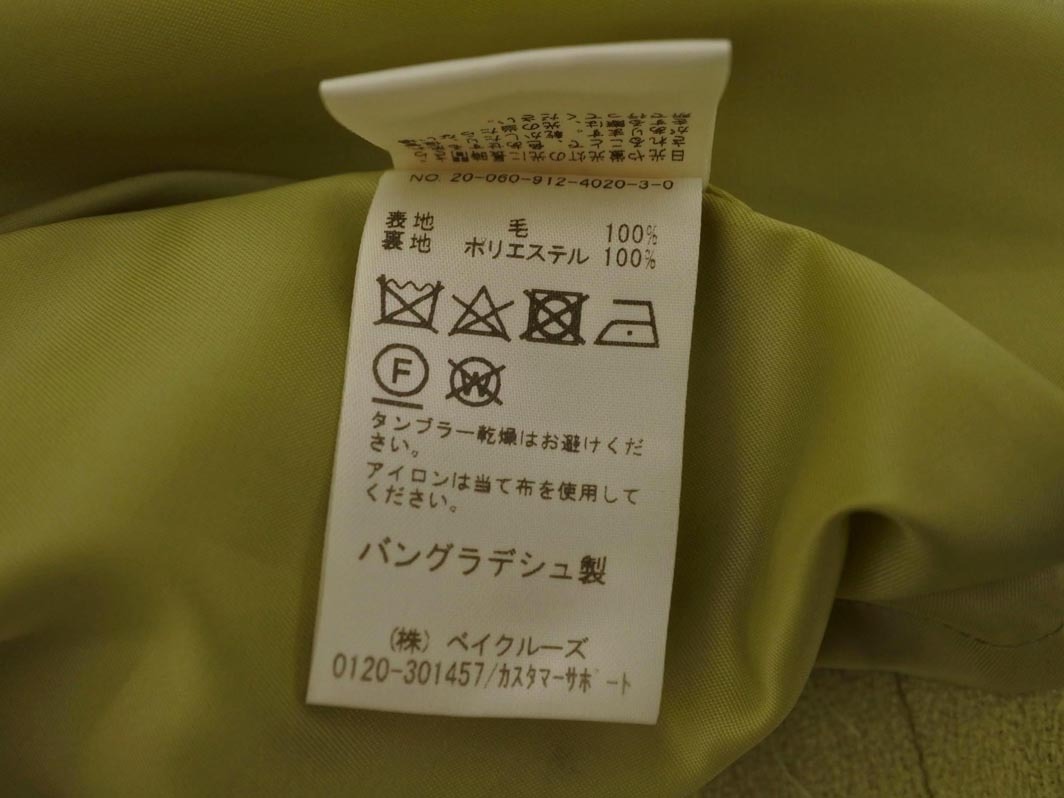 NO. 20-060-912-4020-3-0
表地 毛 100%
裏地 ポリエステル 100%
F
W
タンブラー乾燥はお避けくだ
さい。
アイロンは当て布を使用して
ください。
バングラデシュ製
(株) ベイクルーズ
0120-301457/カスタマーサポート